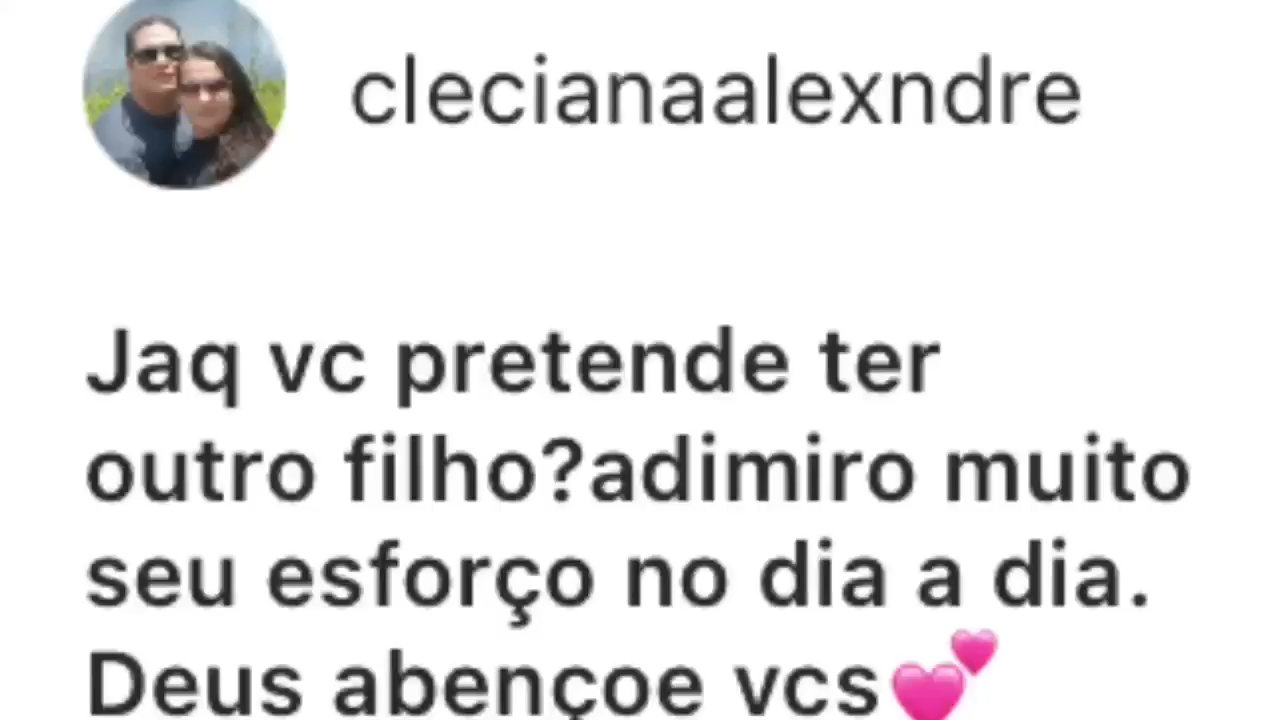 clecianaalexndre
Jaq vc pretende ter
outro filho?adimiro muito
seu esforço no dia a dia.
Deus abençoe vcs💕